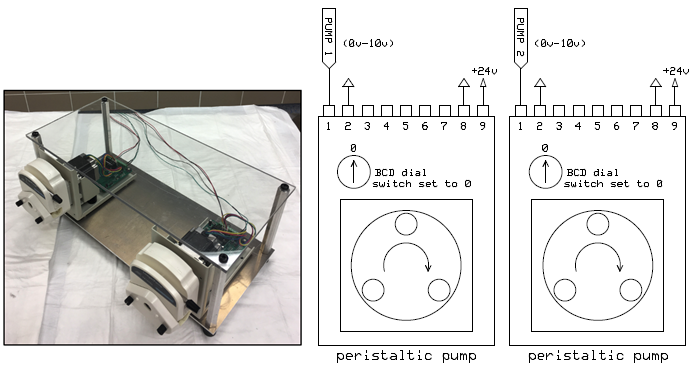 PUMP 1
(0v-10v)
+24v
1 2 3 4 5 6 7 8 9
0
BCD dial
switch set to 0
peristaltic pump
PUMP 2
(0v-10v)
+24v
1 2 3 4 5 6 7 8 9
0
BCD dial
switch set to 0
peristaltic pump